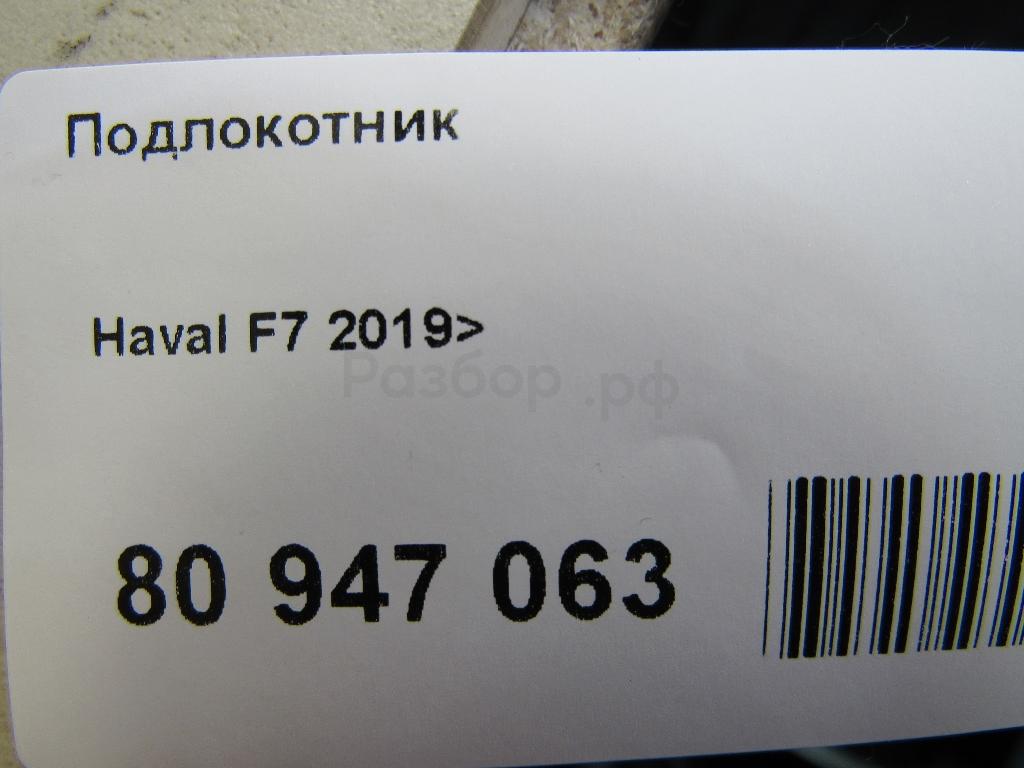 Подлокотник
Haval F7 2019>
Разбор.рф
80 947 063